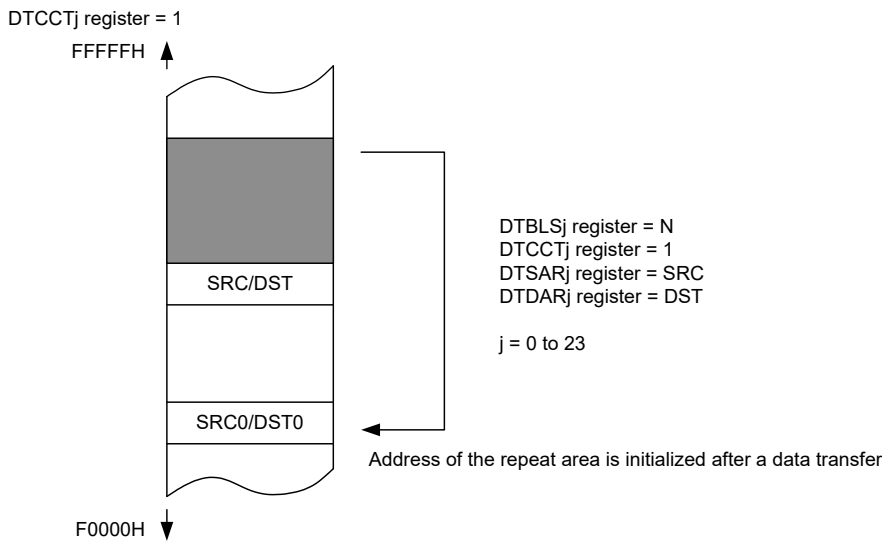 DTCCTj register = 1
FFFFFH
SRC/DST
DTBLSj register = N
DTCCTj register = 1
DTSARj register = SRC
DTDARj register = DST
j = 0 to 23
SRC0/DST0
Address of the repeat area is initialized after a data transfer
F0000H